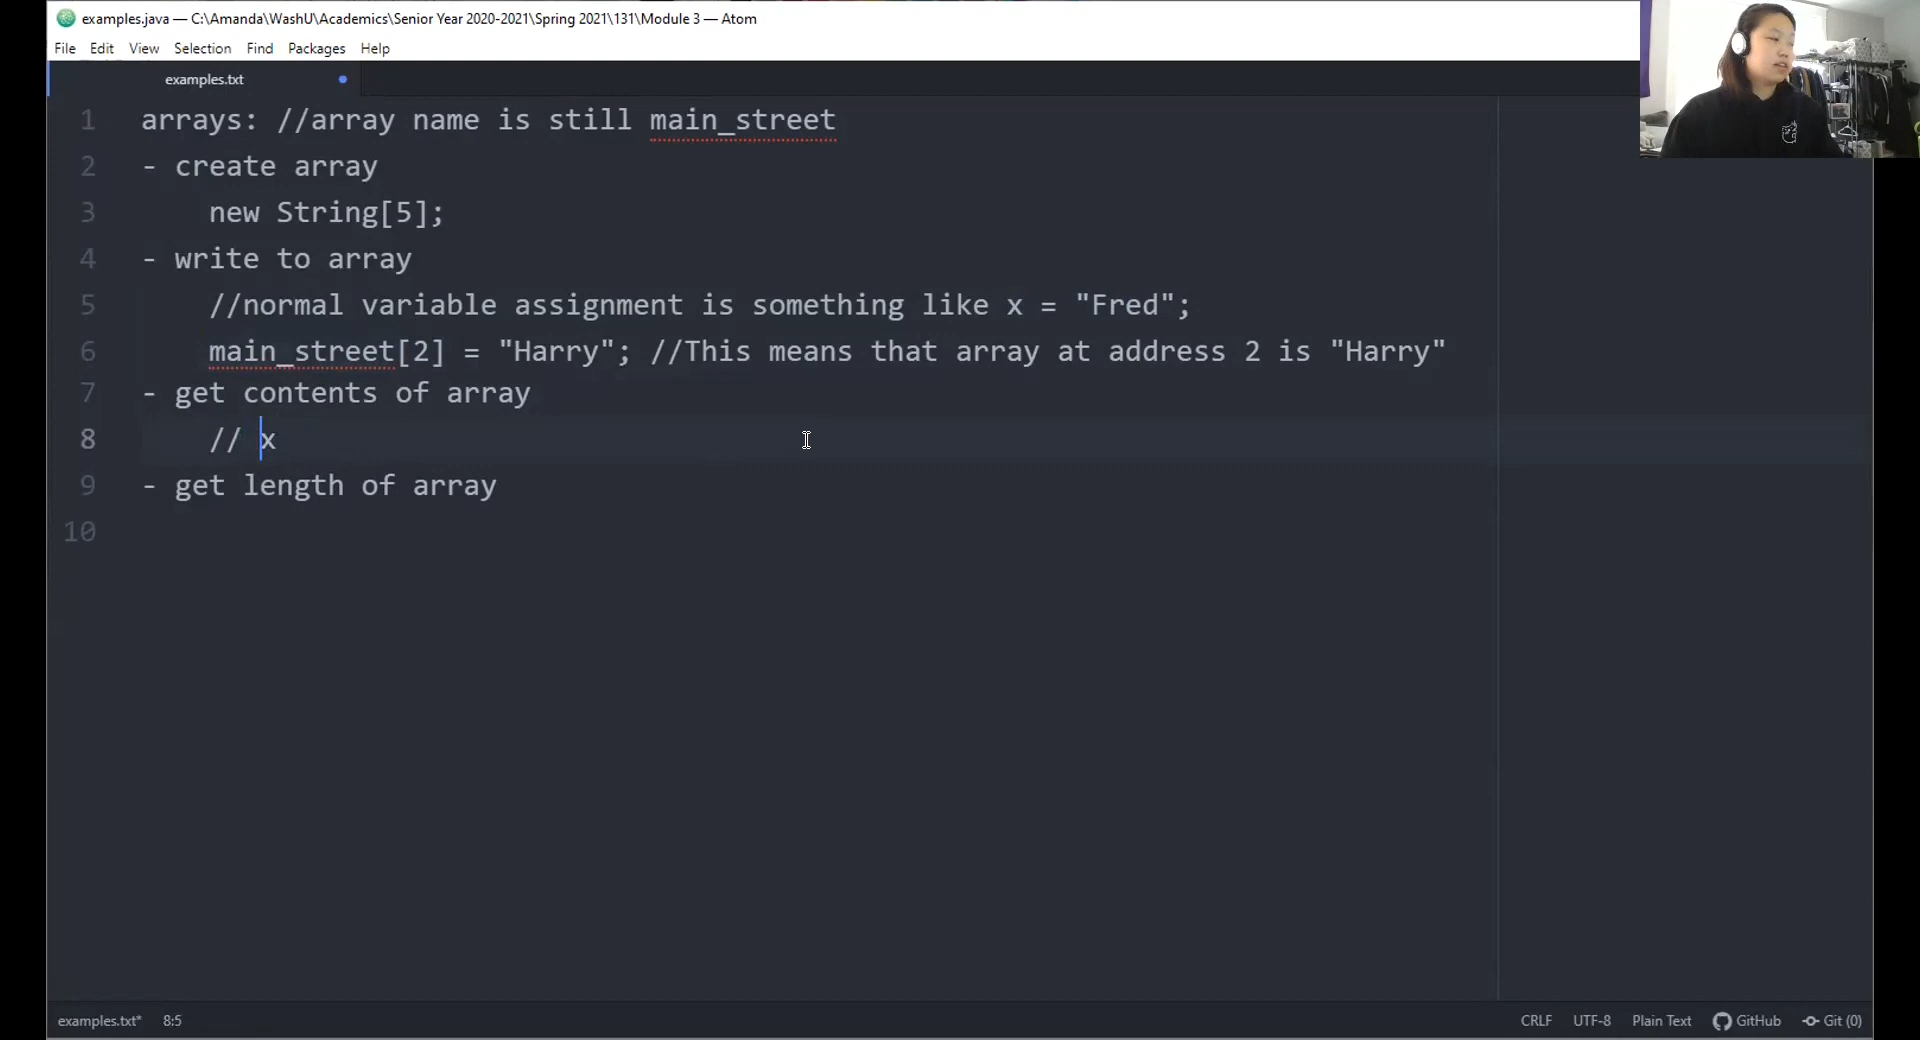 examples.java — C:\Amanda\WashU\Academics\Senior Year 2020-2021\Spring 2021\131\Module 3 — Atom
File Edit View Selection Find Packages Help
examples.txt
1 arrays: //array name is still main_street
2 - create array
3 new String[5];
4 - write to array
5 //normal variable assignment is something like x = "Fred";
6 main_street[2] = "Harry"; //This means that array at address 2 is "Harry"
7 - get contents of array
8 // x
9 - get length of array
10
examples.txt* 8:5 CRLF UTF-8 Plain Text GitHub Git (0)